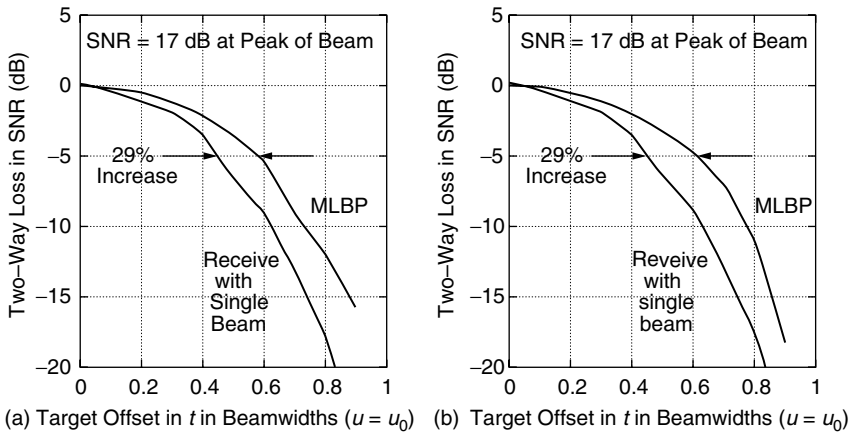 SNR = 17 dB at Peak of Beam
5
0
–5
–10
–15
–20
Two–Way Loss in SNR (dB)
29%
Increase
MLBP
Receive
with
Single
Beam
0 0.2 0.4 0.6 0.8 1
(a) Target Offset in t in Beamwidths (u = u0)
SNR = 17 dB at Peak of Beam
5
0
–5
–10
–15
–20
Two–Way Loss in SNR (dB)
29%
Increase
MLBP
Reveive
with
single
beam
0 0.2 0.4 0.6 0.8 1
(b) Target Offset in t in Beamwidths (u = u0)